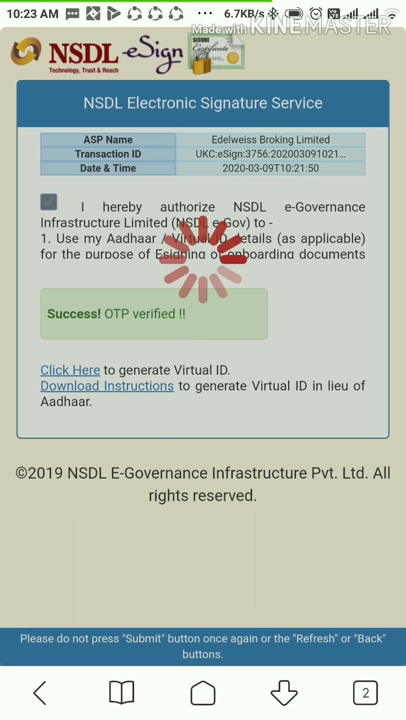 10:23 AM ... 6.7KB/s
Made with KINEMASTER
NSDL eSign SECURE Certificate
Technology, Trust & Reach
NSDL Electronic Signature Service
ASP Name Edelweiss Broking Limited
Transaction ID UKC:eSign:3756:202003091021...
Date & Time 2020-03-09T10:21:50
I hereby authorize NSDL e-Governance
Infrastructure Limited (NSDL e-Gov) to -
1. Use my Aadhaar / Virtual ID details (as applicable)
for the purpose of Esigning of onboarding documents
Success! OTP verified !!
Click Here to generate Virtual ID.
Download Instructions to generate Virtual ID in lieu of
Aadhaar.
©2019 NSDL E-Governance Infrastructure Pvt. Ltd. All
rights reserved.
Please do not press "Submit" button once again or the "Refresh" or "Back"
buttons.
2